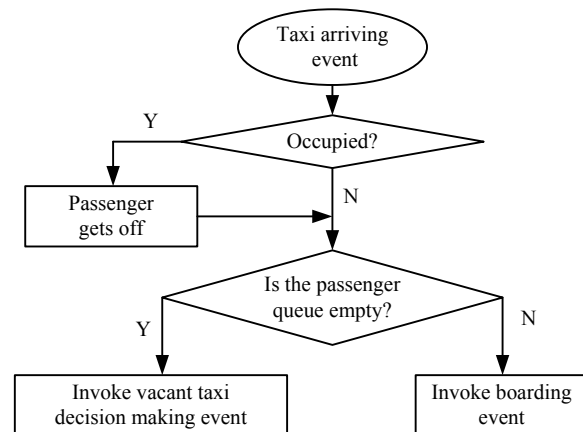 Taxi arriving
event
Y
Occupied?
Passenger
gets off
N
Is the passenger
queue empty?
Y
N
Invoke vacant taxi
decision making event
Invoke boarding
event